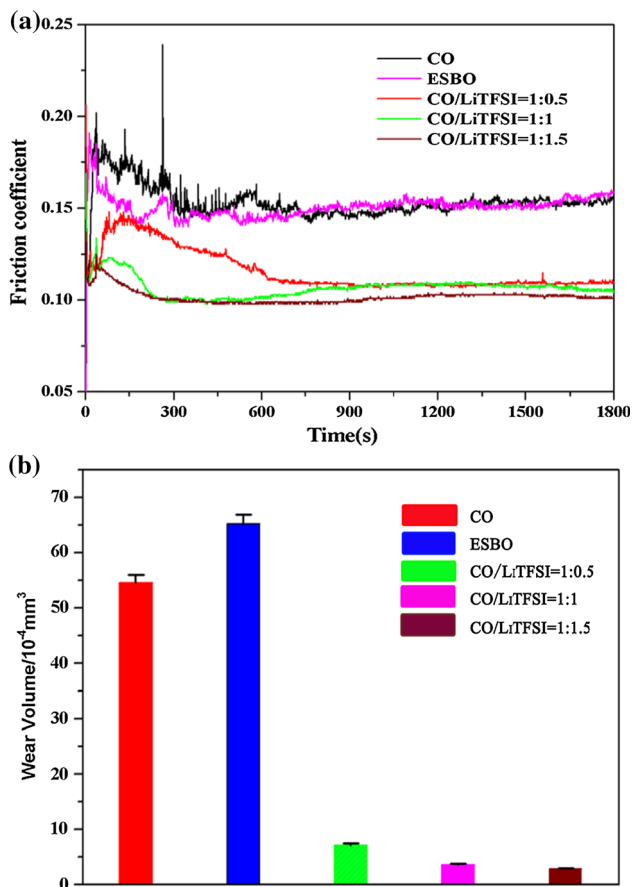 (a)
0.25
0.20
0.15
0.10
0.05
Friction coefficient
CO
ESBO
CO/LiTFSI=1:0.5
CO/LiTFSI=1:1
CO/LiTFSI=1:1.5
0 300 600 900 1200 1500 1800
Time(s)
(b)
70
60
50
40
30
20
10
0
Wear Volume/10⁻⁴mm³
CO
ESBO
CO/LiTFSI=1:0.5
CO/LiTFSI=1:1
CO/LiTFSI=1:1.5